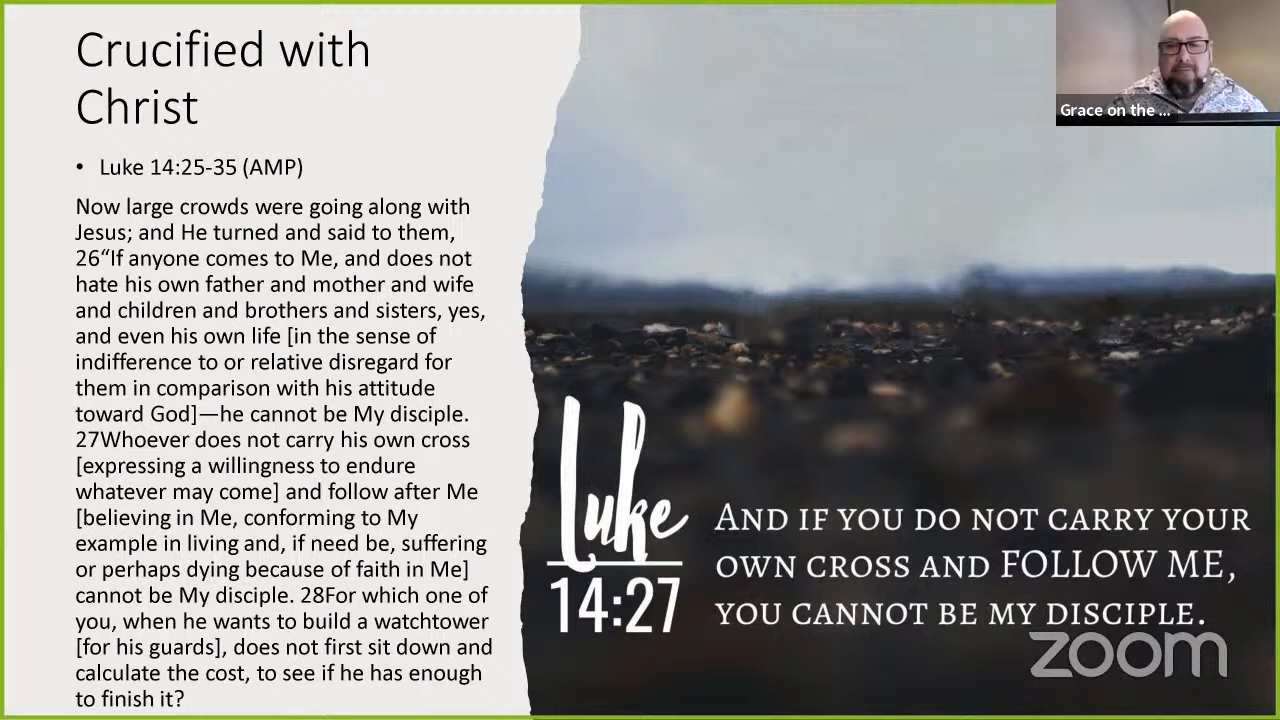 Crucified with
Christ
• Luke 14:25-35 (AMP)
Now large crowds were going along with
Jesus; and He turned and said to them,
26“If anyone comes to Me, and does not
hate his own father and mother and wife
and children and brothers and sisters, yes,
and even his own life [in the sense of
indifference to or relative disregard for
them in comparison with his attitude
toward God]—he cannot be My disciple.
27Whoever does not carry his own cross
[expressing a willingness to endure
whatever may come] and follow after Me
[believing in Me, conforming to My
example in living and, if need be, suffering
or perhaps dying because of faith in Me]
cannot be My disciple. 28For which one of
you, when he wants to build a watchtower
[for his guards], does not first sit down and
calculate the cost, to see if he has enough
to finish it?
Luke
14:27
AND IF YOU DO NOT CARRY YOUR
OWN CROSS AND FOLLOW ME,
YOU CANNOT BE MY DISCIPLE.
Grace on the ...
zoom